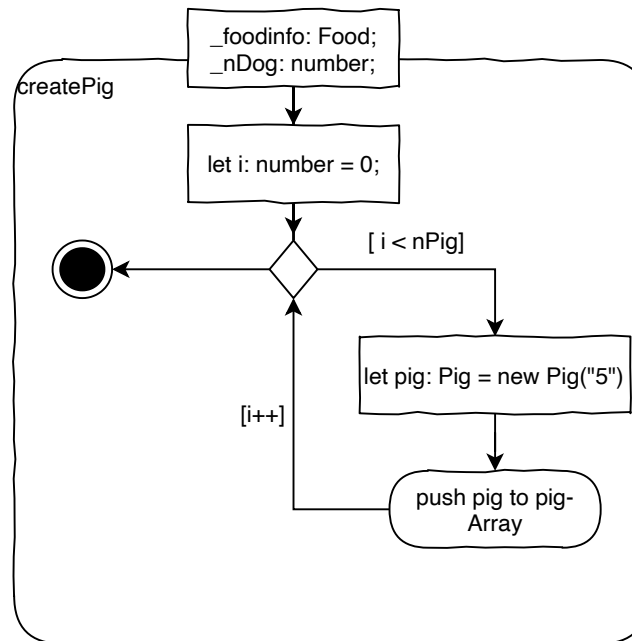 _foodinfo: Food;
_nDog: number;
createPig
let i: number = 0;
[ i < nPig]
let pig: Pig = new Pig("5")
[i++]
push pig to pig-
Array